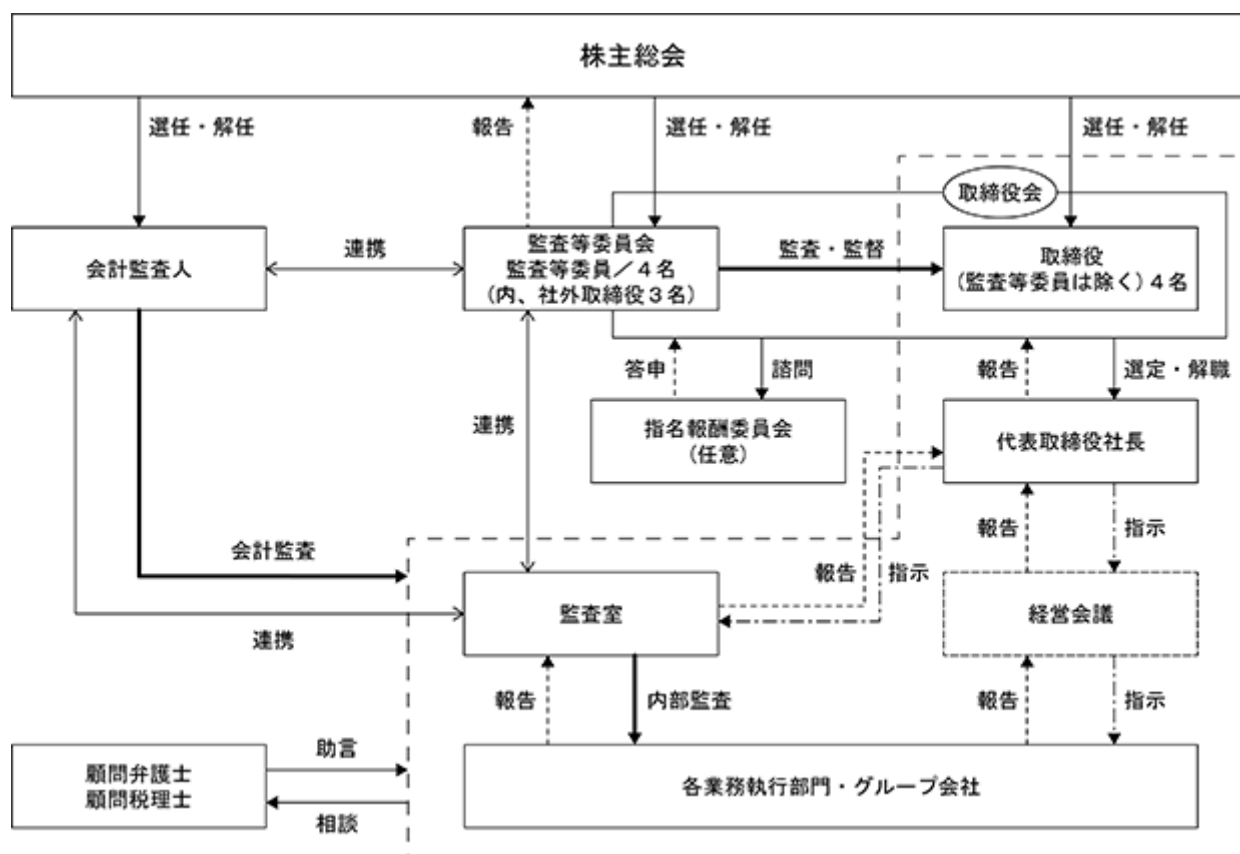 株主総会
選任・解任
報告
選任・解任
選任・解任
取締役会
会計監査人
連携
監査等委員会
監査等委員／４名
(内、社外取締役３名)
監査・監督
取締役
(監査等委員は除く)４名
答申
諮問
報告
選定・解職
連携
指名報酬委員会
(任意)
代表取締役社長
報告
指示
会計監査
報告
指示
監査室
経営会議
連携
報告
内部監査
報告
指示
助言
顧問弁護士
顧問税理士
各業務執行部門・グループ会社
相談